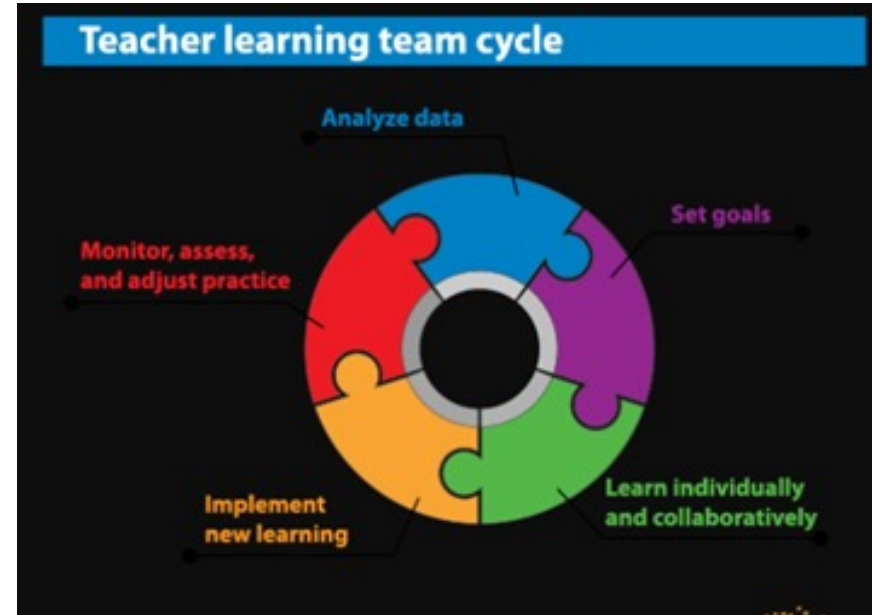 Teacher learning team cycle
Analyze data
Set goals
Monitor, assess,
and adjust practice
Learn individually
and collaboratively
Implement
new learning